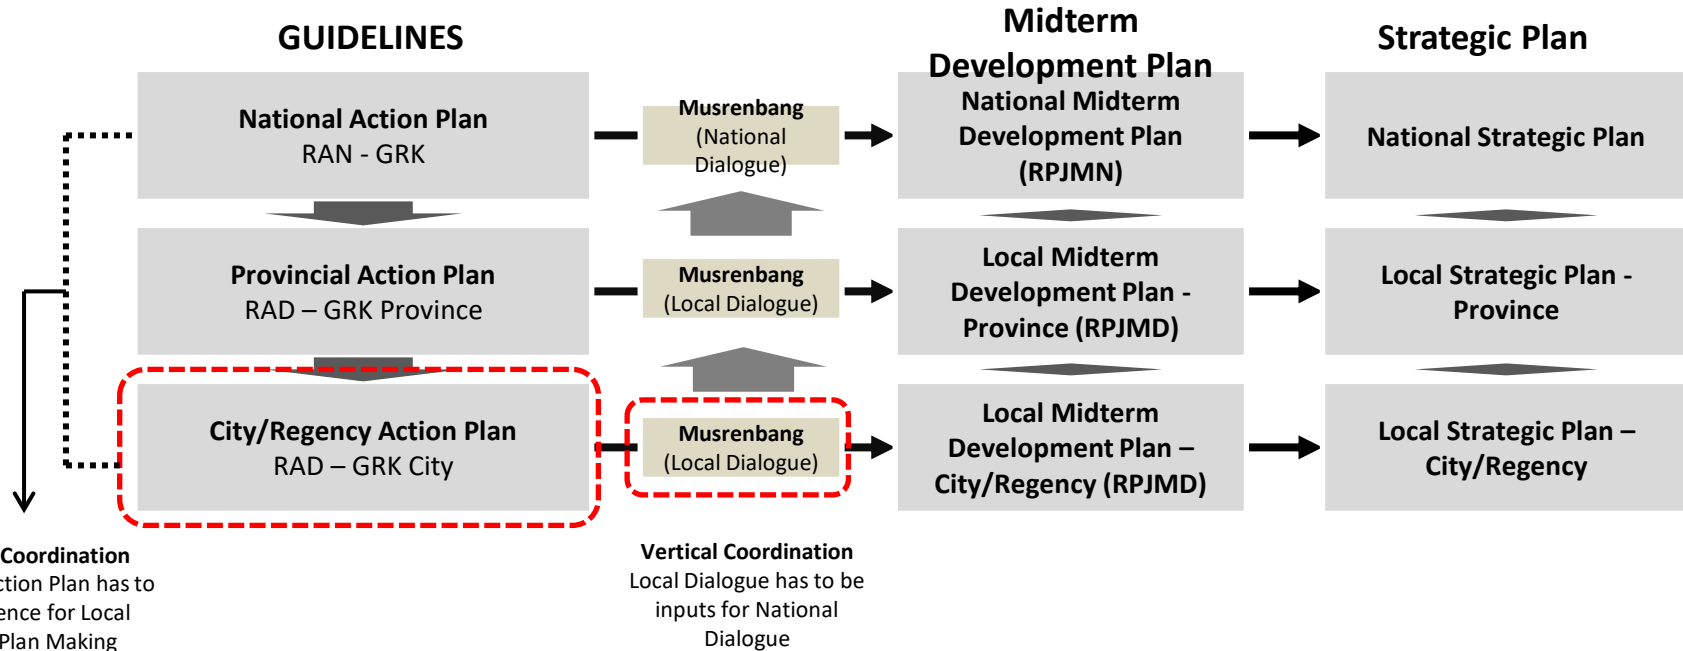 GUIDELINES
Midterm
Development Plan
Strategic Plan
National Action Plan
RAN - GRK
Musrenbang
(National
Dialogue)
National Midterm
Development Plan
(RPJMN)
National Strategic Plan
Provincial Action Plan
RAD – GRK Province
Musrenbang
(Local Dialogue)
Local Midterm
Development Plan -
Province (RPJMD)
Local Strategic Plan -
Province
City/Regency Action Plan
RAD – GRK City
Musrenbang
(Local Dialogue)
Local Midterm
Development Plan –
City/Regency (RPJMD)
Local Strategic Plan –
City/Regency
Coordination
Plan has to
for Local
Plan Making
Vertical Coordination
Local Dialogue has to be
inputs for National
Dialogue